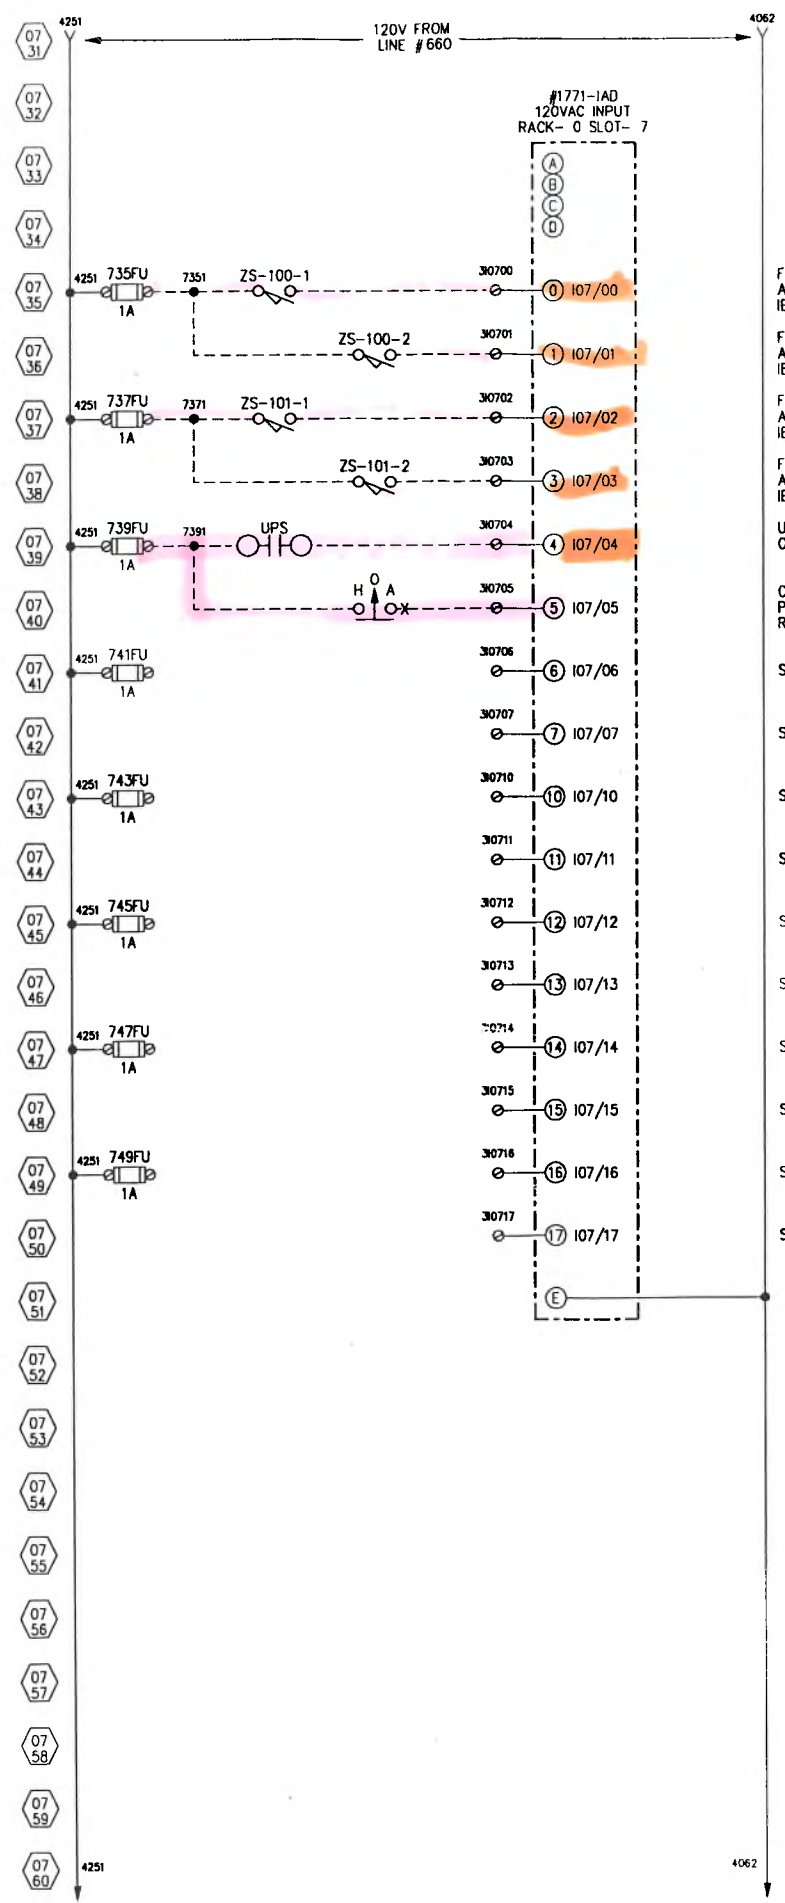 4251
120V FROM
LINE #660
4062
07
31
07
32
#1771-IAD
120VAC INPUT
RACK- 0 SLOT- 7
07
33
A
B
C
D
07
34
07
35
4251 735FU 7351 ZS-100-1 310700 0 I07/00
1A
07
36
ZS-100-2 310701 1 I07/01
07
37
4251 737FU 7371 ZS-101-1 310702 2 I07/02
1A
07
38
ZS-101-2 310703 3 I07/03
07
39
4251 739FU 7391 UPS 310704 4 I07/04
1A
07
40
H O A X 310705 5 I07/05
07
41
4251 741FU 310706 6 I07/06
1A
07
42
310707 7 I07/07
07
43
4251 743FU 310710 10 I07/10
1A
07
44
310711 11 I07/11
07
45
4251 745FU 310712 12 I07/12
1A
07
46
310713 13 I07/13
07
47
4251 747FU 14 I07/14
1A
07
48
310715 15 I07/15
07
49
4251 749FU 310716 16 I07/16
1A
07
50
310717 17 I07/17
07
51
E
07
52
07
53
07
54
07
55
07
56
07
57
07
58
07
59
07
60
4251
4062